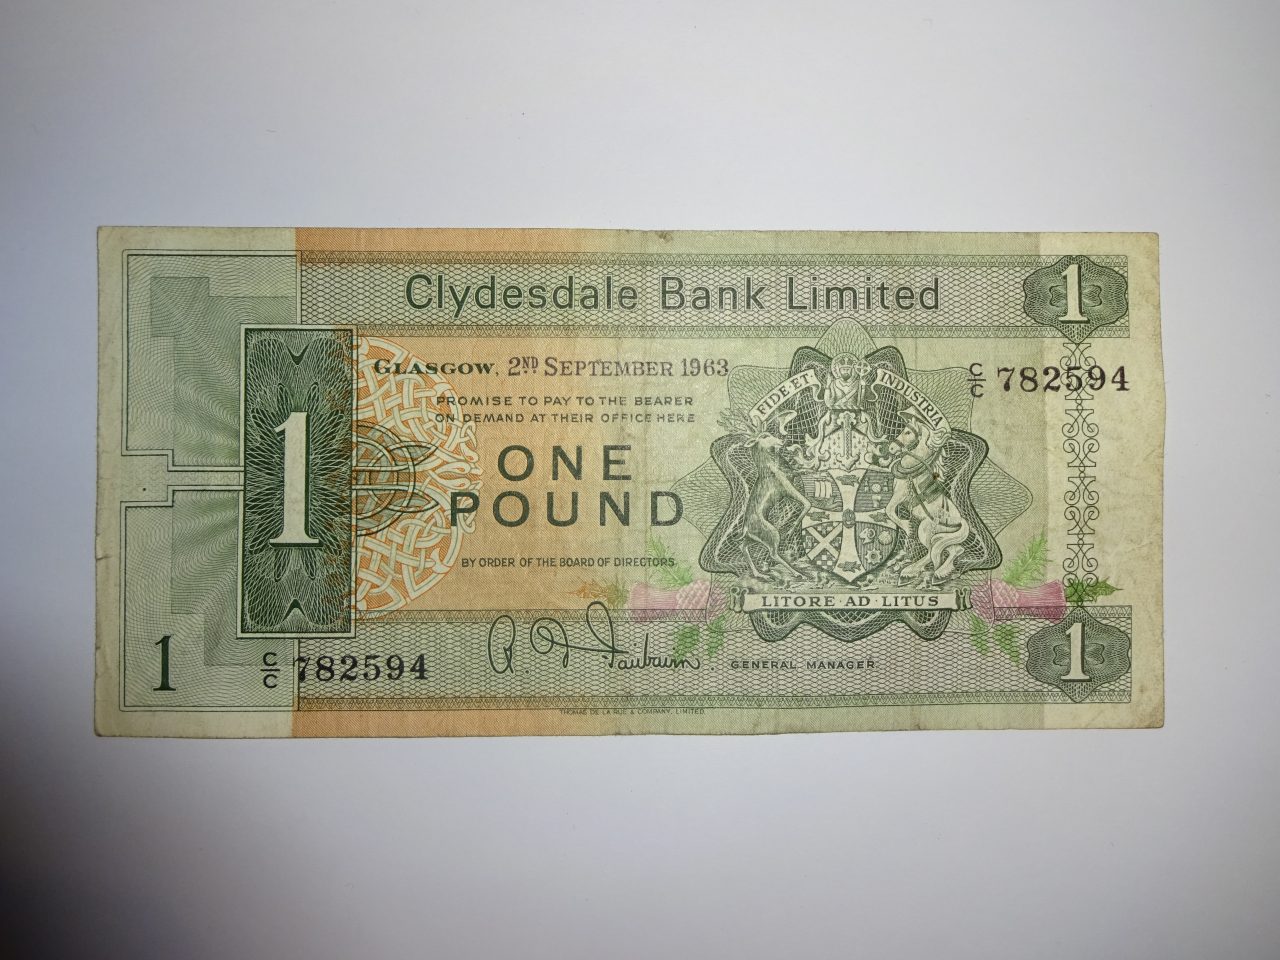 Clydesdale Bank Limited
1
GLASGOW, 2ND SEPTEMBER 1963
C/C 782594
PROMISE TO PAY TO THE BEARER
ON DEMAND AT THEIR OFFICE HERE
FIDE ET INDUSTRIA
1
ONE
POUND
BY ORDER OF THE BOARD OF DIRECTORS
LITORE · AD · LITUS
1
C/C 782594
R. D. Fairbairn.
GENERAL MANAGER
1
THOMAS DE LA RUE & COMPANY, LIMITED.